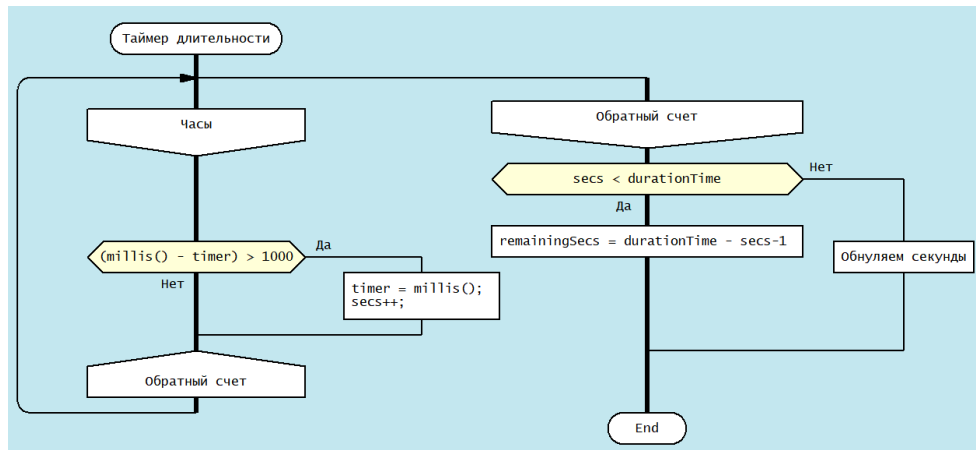 Таймер длительности
Часы
(millis() - timer) > 1000
Да
Нет
timer = millis();
secs++;
Обратный счет
Обратный счет
secs < durationTime
Нет
Да
remainingSecs = durationTime - secs-1
Обнуляем секунды
End